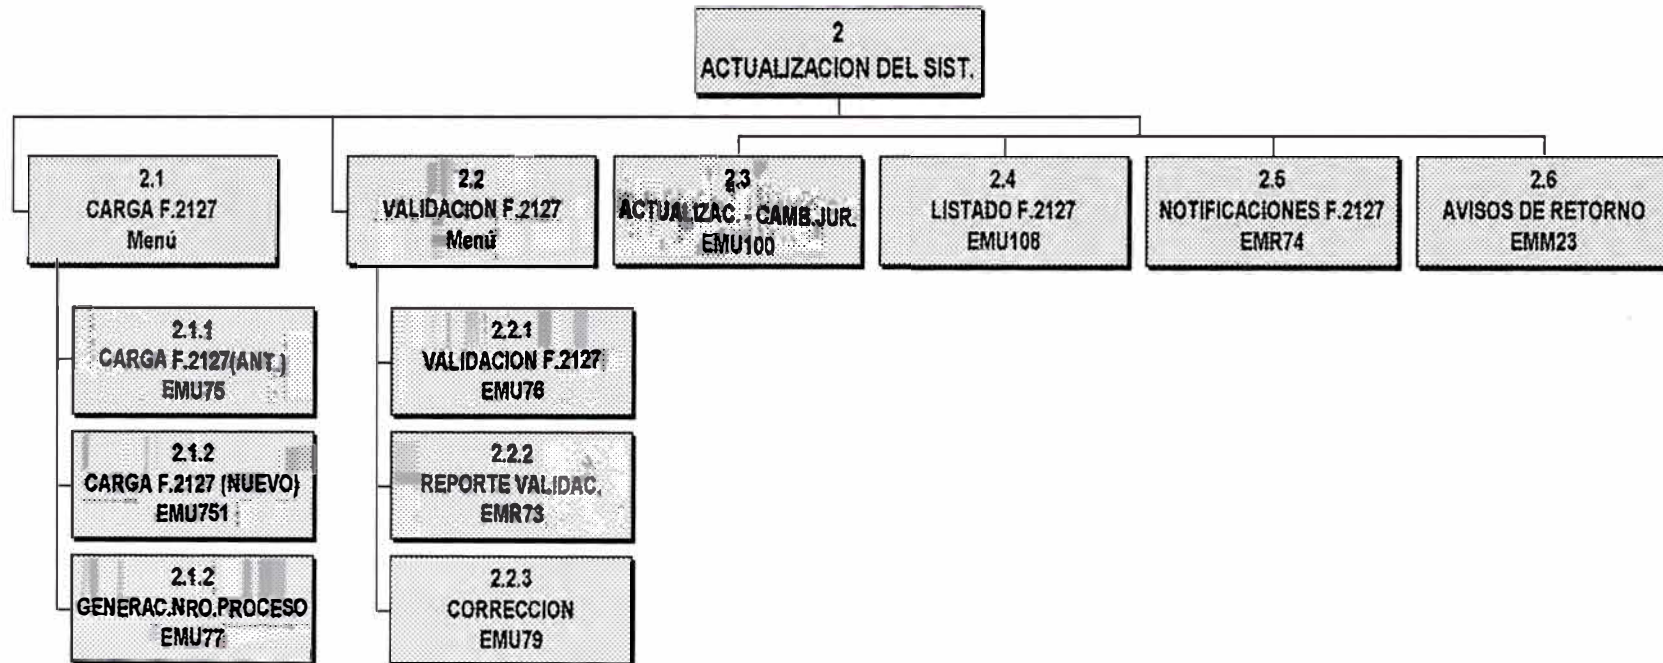 2
ACTUALIZACION DEL SIST.
2.1
CARGA F.2127
Menú
2.2
VALIDACION F.2127
Menú
2.3
ACTUALIZAC. - CAMB.JUR.
EMU100
2.4
LISTADO F.2127
EMU108
2.5
NOTIFICACIONES F.2127
EMR74
2.6
AVISOS DE RETORNO
EMM23
2.1.1
CARGA F.2127(ANT.)
EMU75
2.1.2
CARGA F.2127 (NUEVO)
EMU751
2.1.2
GENERAC.NRO.PROCESO
EMU77
2.2.1
VALIDACION F.2127
EMU76
2.2.2
REPORTE VALIDAC.
EMR73
2.2.3
CORRECCION
EMU79